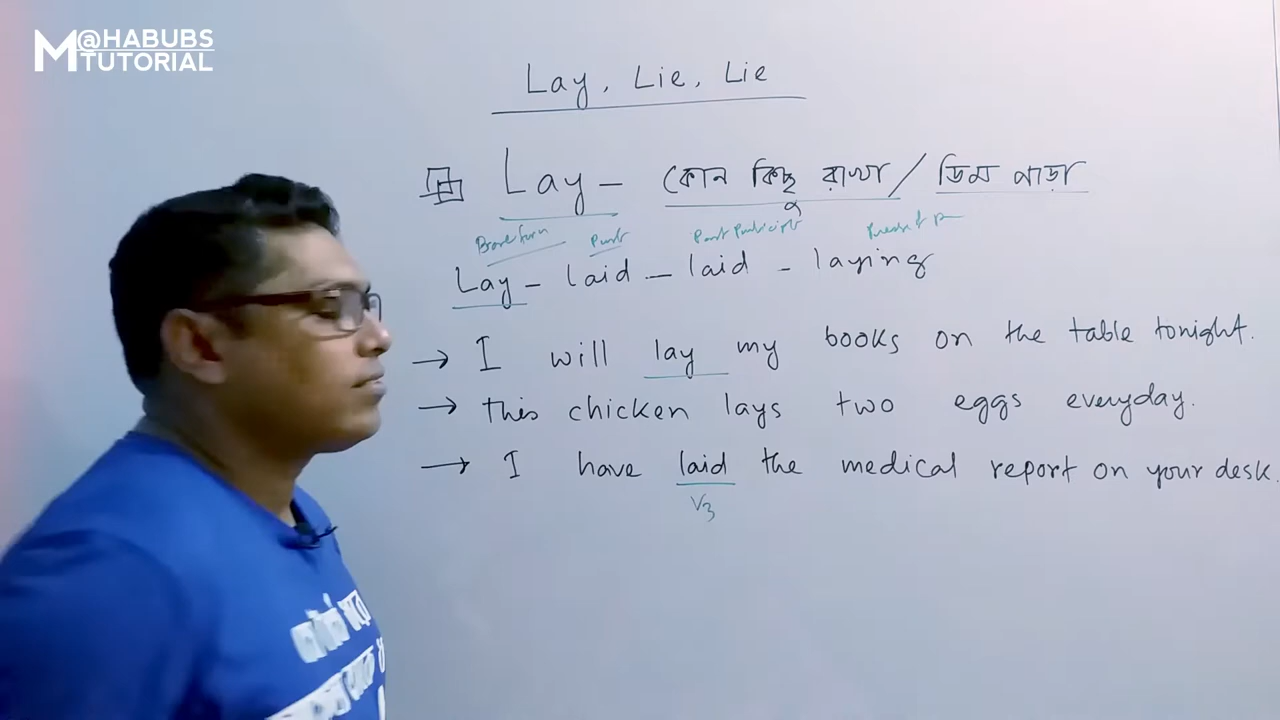 M@HABUBS
TUTORIAL
Lay, Lie, Lie
Lay – কোন কিছু রাখা / ডিম পাড়া
Base form Past Past Participle Present P
Lay – laid – laid – laying
→ I will lay my books on the table tonight.
→ this chicken lays two eggs everyday.
→ I have laid the medical report on your desk.
V3